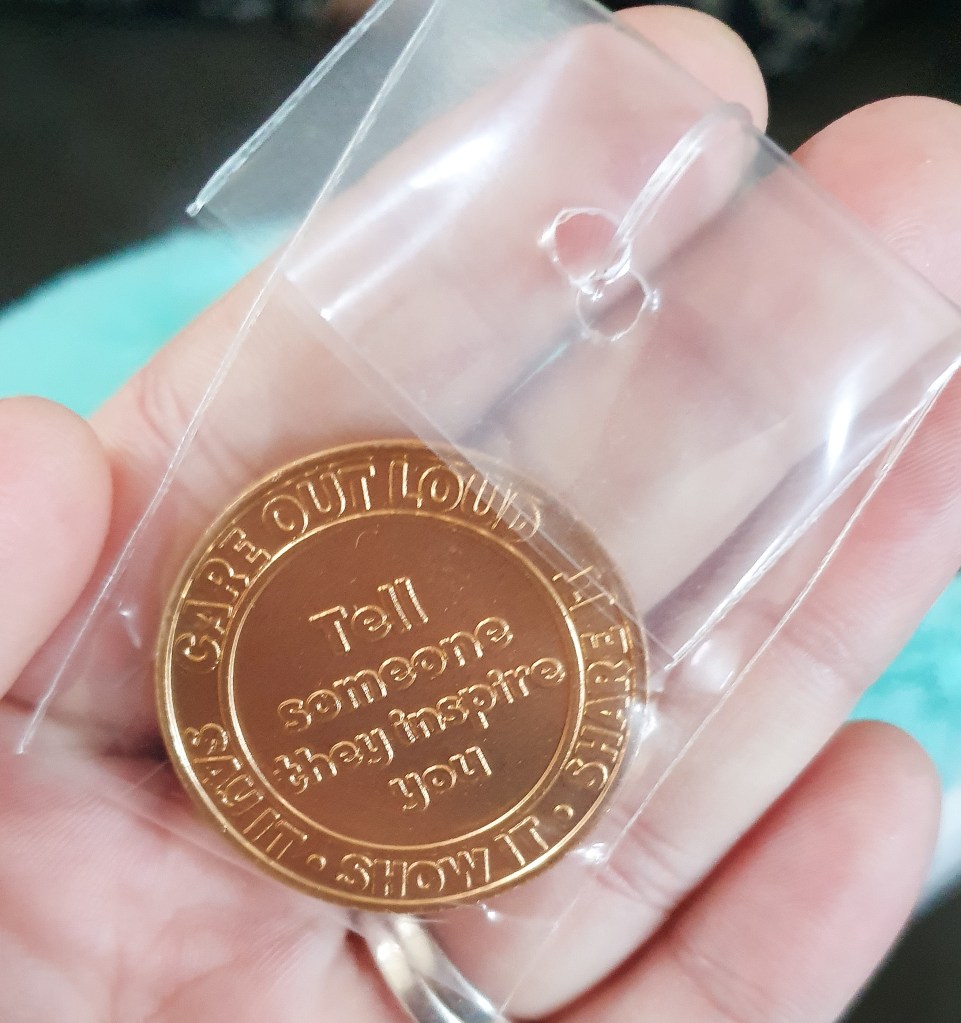 CARE OUT LOUD
Tell
someone
they inspire
you
SAY IT • SHOW IT • SHARE IT